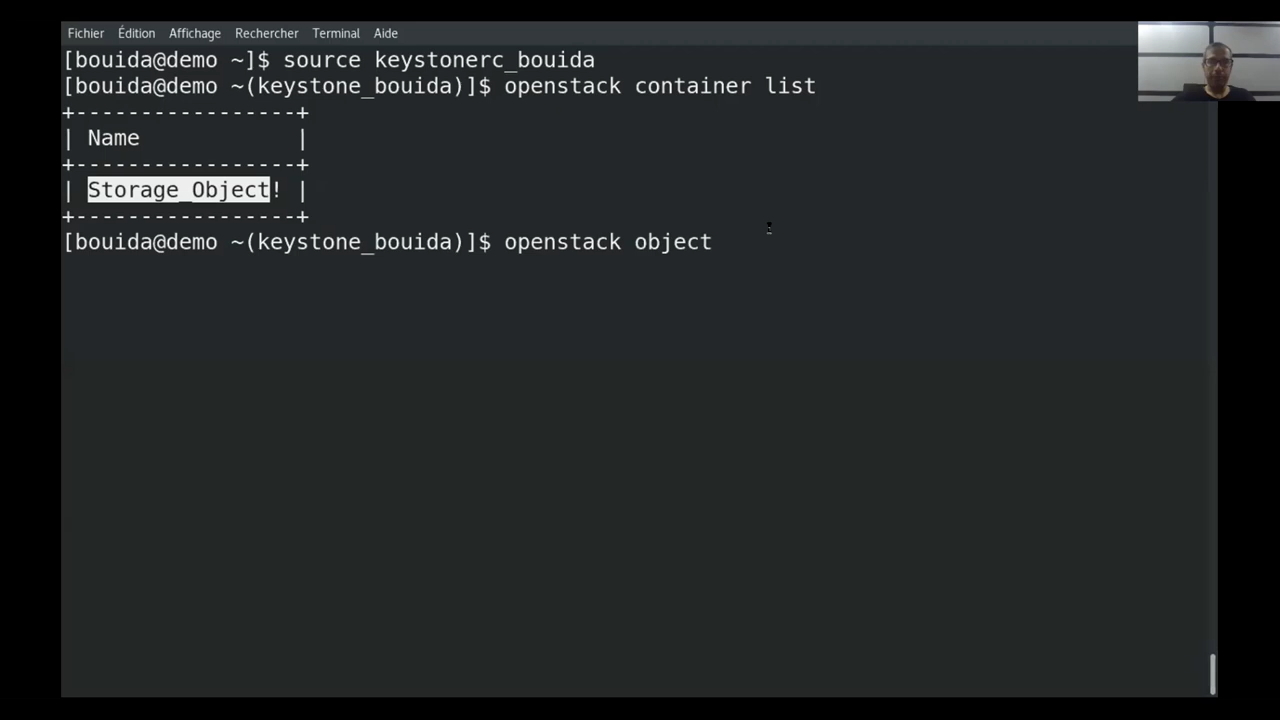 Fichier Édition Affichage Rechercher Terminal Aide
[bouida@demo ~]$ source keystonerc_bouida
[bouida@demo ~(keystone_bouida)]$ openstack container list
+-----------------+
| Name            |
+-----------------+
| Storage_Object! |
+-----------------+
[bouida@demo ~(keystone_bouida)]$ openstack object